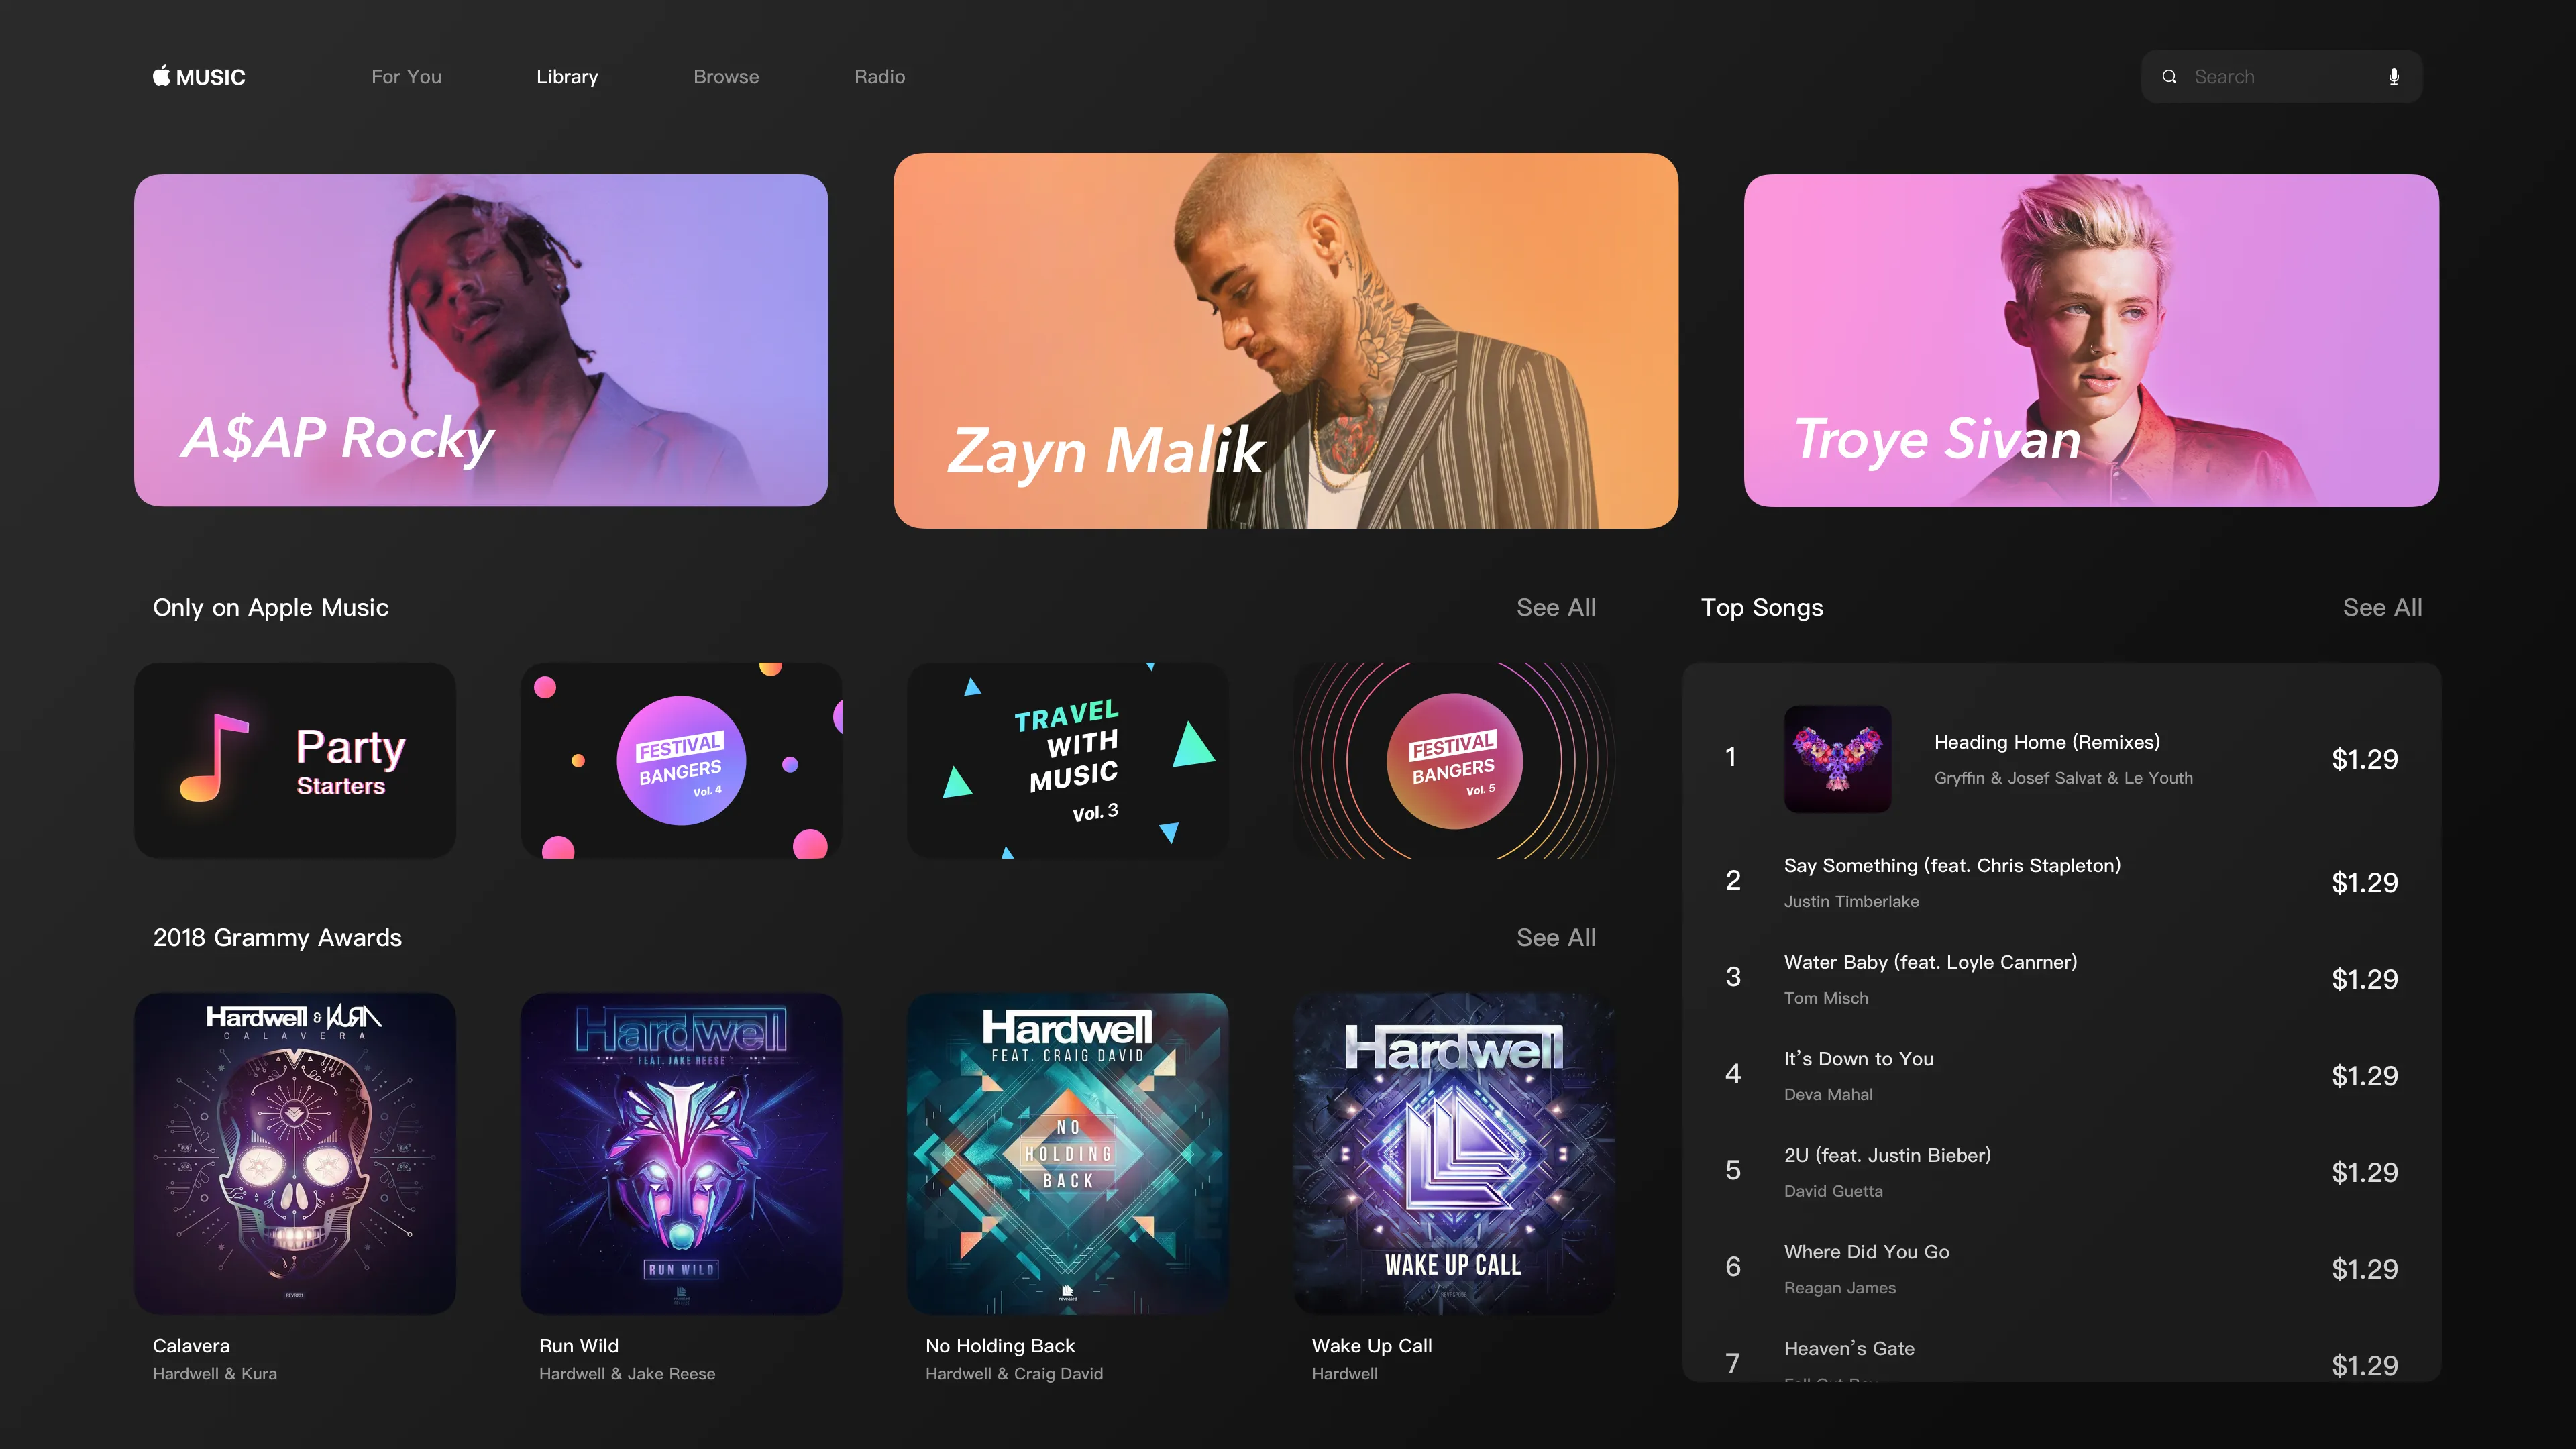 MUSIC
For You
Library
Browse
Radio
Search
A$AP Rocky
Zayn Malik
Troye Sivan
Only on Apple Music
See All
Party
Starters
FESTIVAL
BANGERS
Vol. 4
TRAVEL
WITH
MUSIC
Vol. 3
FESTIVAL
BANGERS
Vol. 5
2018 Grammy Awards
See All
Hardwell & KURA
CALAVERA
Calavera
Hardwell & Kura
Hardwell
FEAT. JAKE REESE
RUN WILD
Run Wild
Hardwell & Jake Reese
Hardwell
FEAT. CRAIG DAVID
NO
HOLDING
BACK
No Holding Back
Hardwell & Craig David
Hardwell
WAKE UP CALL
Wake Up Call
Hardwell
Top Songs
See All
1
Heading Home (Remixes)
Gryffin & Josef Salvat & Le Youth
$1.29
2
Say Something (feat. Chris Stapleton)
Justin Timberlake
$1.29
3
Water Baby (feat. Loyle Canrner)
Tom Misch
$1.29
4
It's Down to You
Deva Mahal
$1.29
5
2U (feat. Justin Bieber)
David Guetta
$1.29
6
Where Did You Go
Reagan James
$1.29
7
Heaven's Gate
$1.29